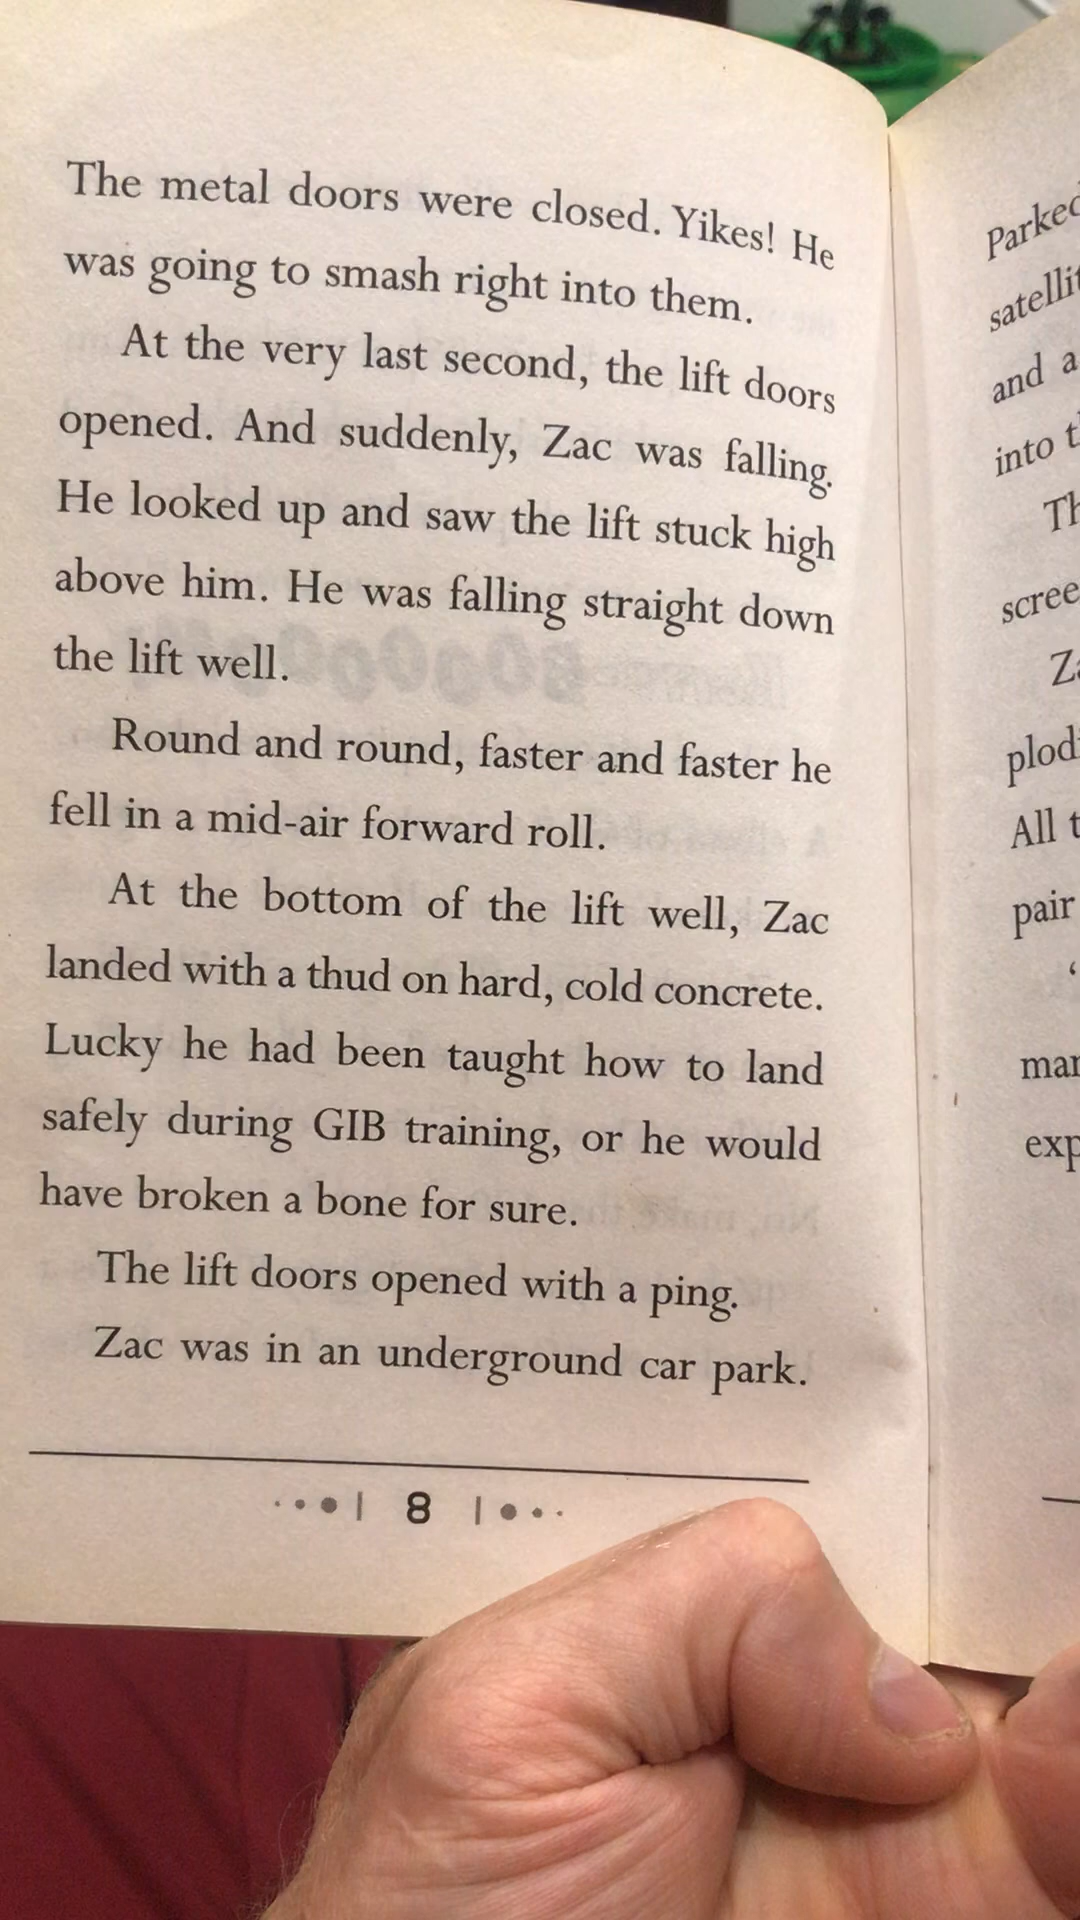 The metal doors were closed. Yikes! He
was going to smash right into them.
At the very last second, the lift doors
opened. And suddenly, Zac was falling.
He looked up and saw the lift stuck high
above him. He was falling straight down
the lift well.
Round and round, faster and faster he
fell in a mid-air forward roll.
At the bottom of the lift well, Zac
landed with a thud on hard, cold concrete.
Lucky he had been taught how to land
safely during GIB training, or he would
have broken a bone for sure.
The lift doors opened with a ping.
Zac was in an underground car park.
8
and
into
All
pair